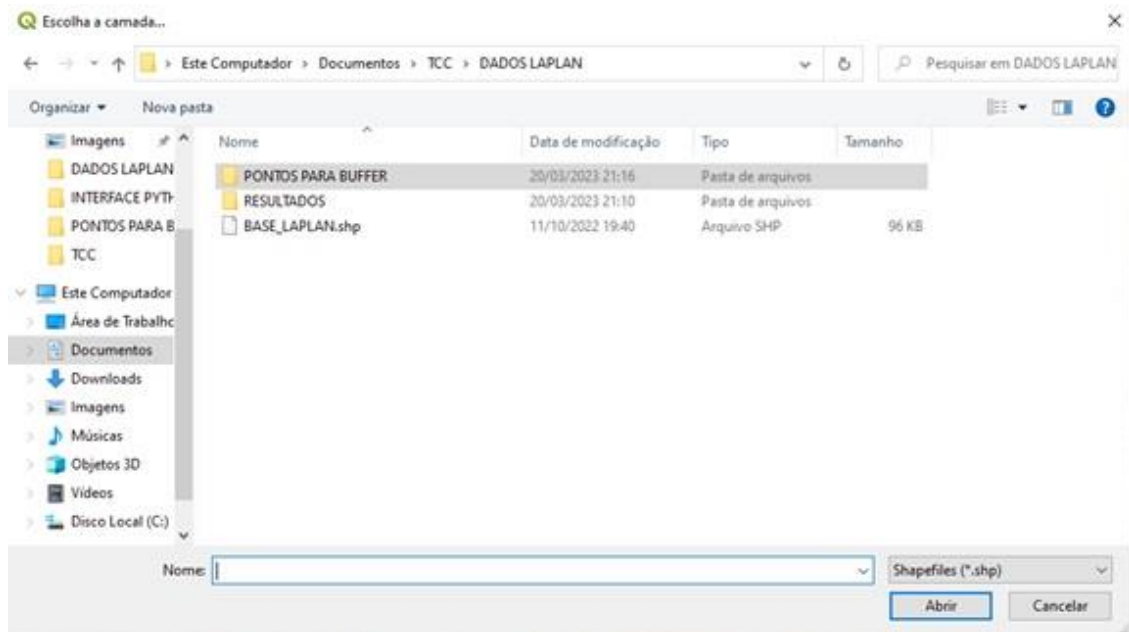 Escolha a camada...
Este Computador > Documentos > TCC > DADOS LAPLAN
Pesquisar em DADOS LAPLAN
Organizar Nova pasta
Nome Data de modificação Tipo Tamanho
PONTOS PARA BUFFER 20/03/2023 21:16 Pasta de arquivos
RESULTADOS 20/03/2023 21:10 Pasta de arquivos
BASE_LAPLAN.shp 11/10/2022 19:40 Arquivo SHP 96 KB
Imagens
DADOS LAPLAN
INTERFACE PYTH
PONTOS PARA B
TCC
Este Computador
Área de Trabalho
Documentos
Downloads
Imagens
Músicas
Objetos 3D
Vídeos
Disco Local (C:)
Nome:
Shapefiles (*.shp)
Abrir Cancelar